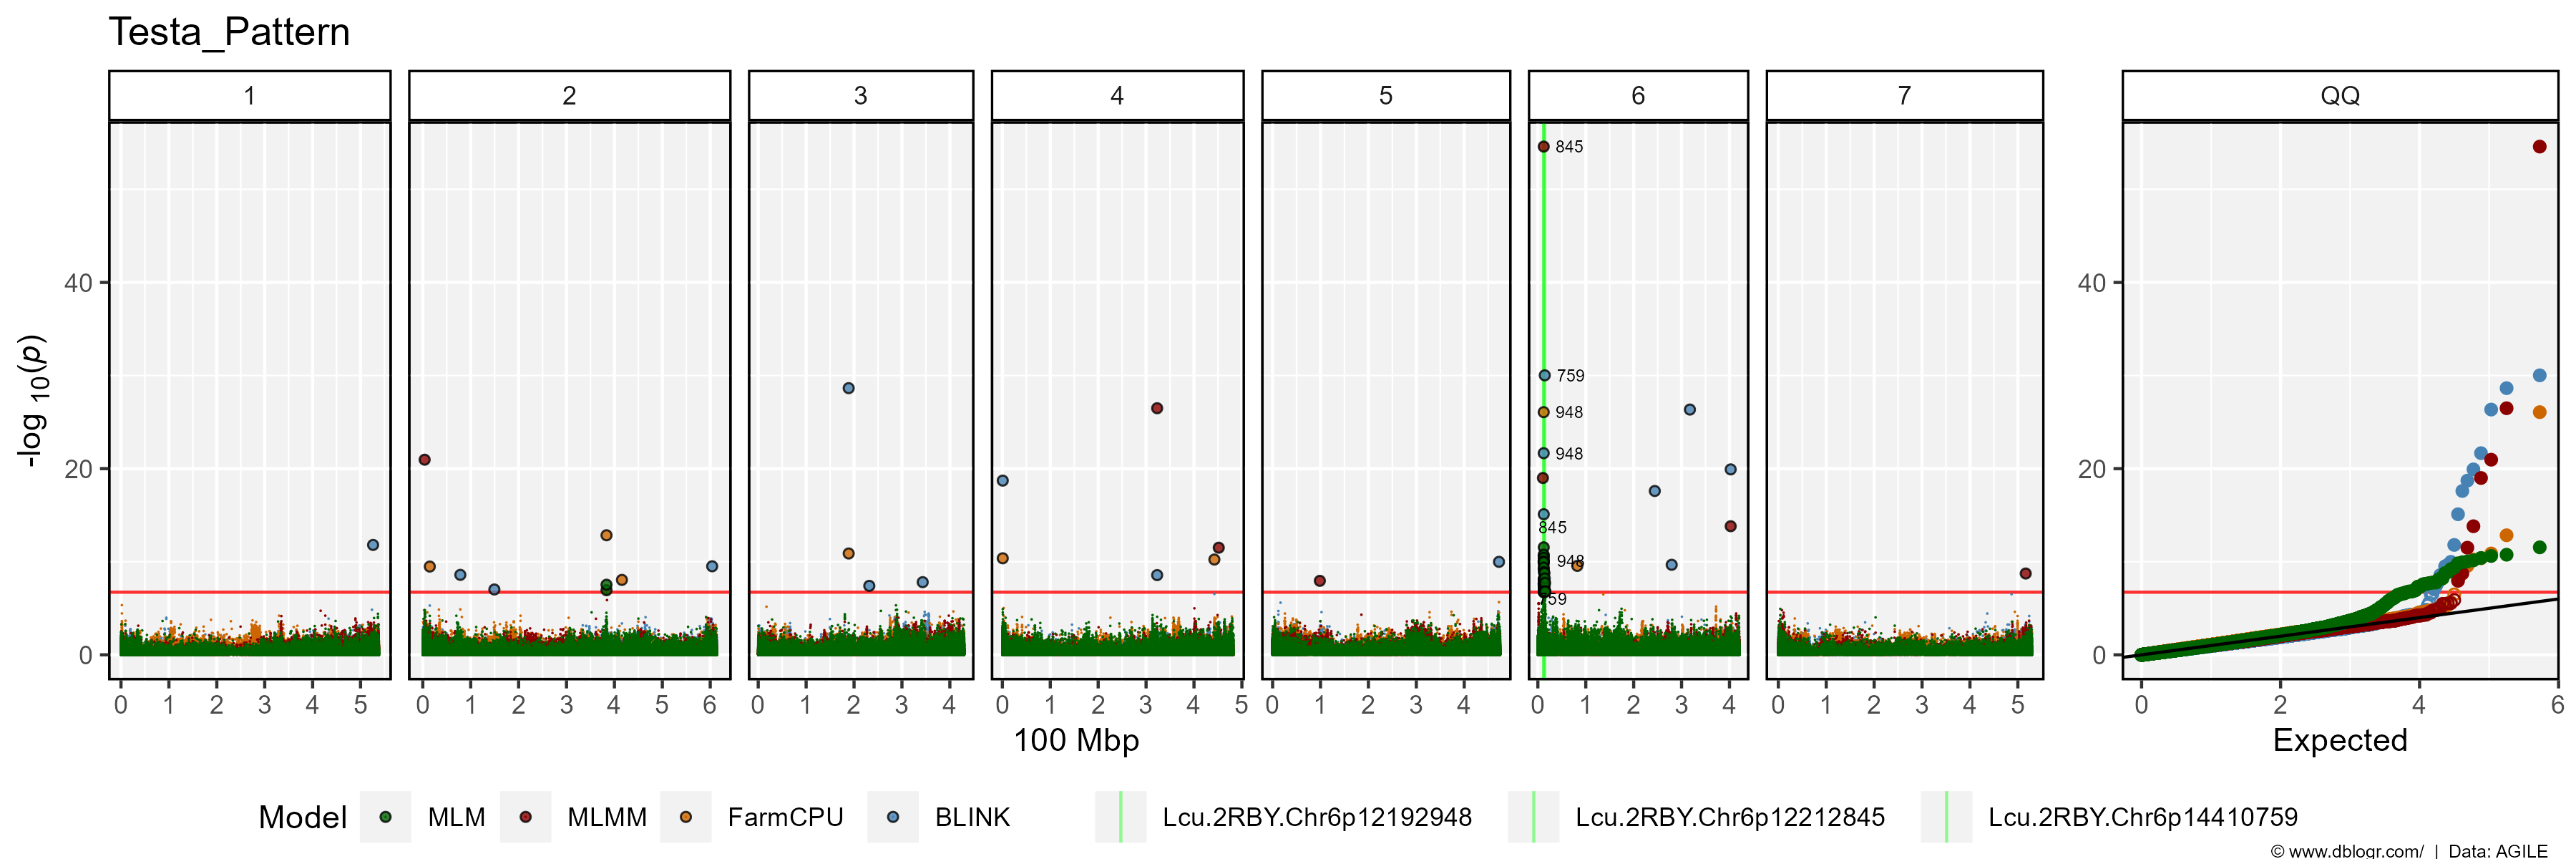 Testa_Pattern
1 2 3 4 5 6 7 QQ
-log 10(p)
40 40
20 20
0 0
845
759
948
948
845
948
759
0 1 2 3 4 5 0 1 2 3 4 5 6 0 1 2 3 4 0 1 2 3 4 5 0 1 2 3 4 0 1 2 3 4 0 1 2 3 4 5 0 2 4 6
100 Mbp Expected
Model MLM MLMM FarmCPU BLINK Lcu.2RBY.Chr6p12192948 Lcu.2RBY.Chr6p12212845 Lcu.2RBY.Chr6p14410759
© www.dblogr.com/ | Data: AGILE